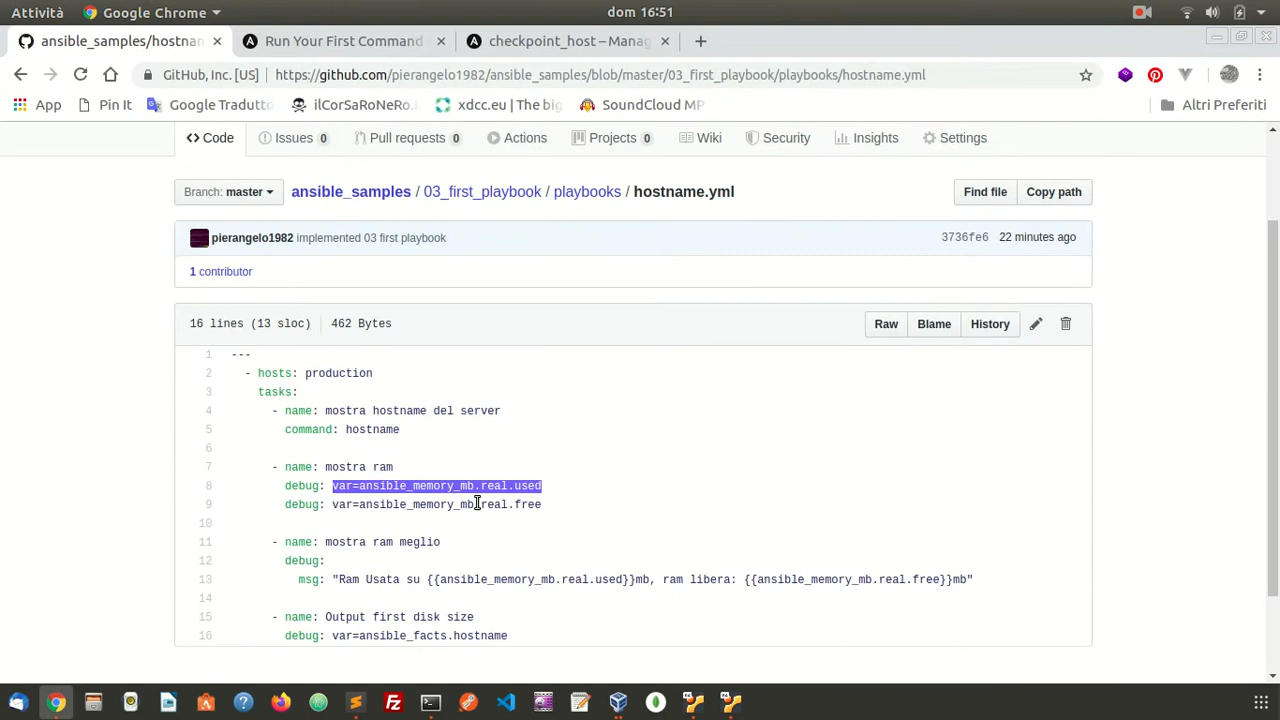 Attività Google Chrome dom 16:51
ansible_samples/hostnam Run Your First Command checkpoint_host – Manag
GitHub, Inc. [US] https://github.com/pierangelo1982/ansible_samples/blob/master/03_first_playbook/playbooks/hostname.yml
App Pin It Google Tradutto ilCorSaRoNeRo. xdcc.eu | The big SoundCloud MP Altri Preferiti
Code Issues 0 Pull requests 0 Actions Projects 0 Wiki Security Insights Settings
Branch: master ansible_samples / 03_first_playbook / playbooks / hostname.yml Find file Copy path
pierangelo1982 implemented 03 first playbook 3736fe6 22 minutes ago
1 contributor
16 lines (13 sloc) 462 Bytes Raw Blame History
1 ---
2 - hosts: production
3 tasks:
4 - name: mostra hostname del server
5 command: hostname
6
7 - name: mostra ram
8 debug: var=ansible_memory_mb.real.used
9 debug: var=ansible_memory_mb.real.free
10
11 - name: mostra ram meglio
12 debug:
13 msg: "Ram Usata su {{ansible_memory_mb.real.used}}mb, ram libera: {{ansible_memory_mb.real.free}}mb"
14
15 - name: Output first disk size
16 debug: var=ansible_facts.hostname